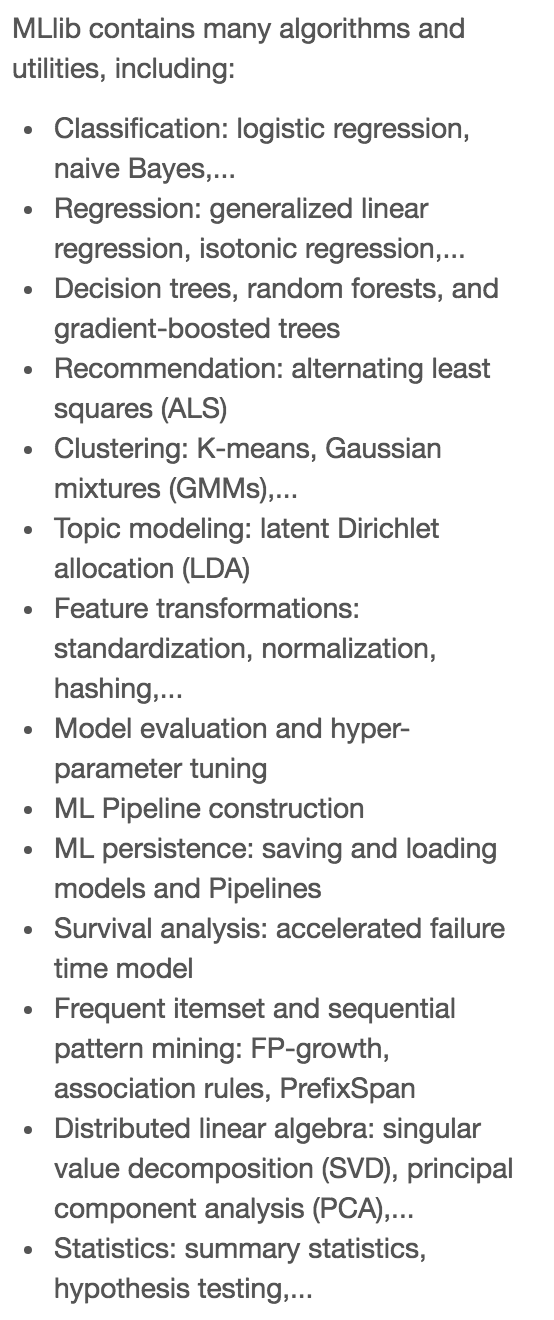 MLlib contains many algorithms and
utilities, including:
• Classification: logistic regression,
naive Bayes,...
• Regression: generalized linear
regression, isotonic regression,...
• Decision trees, random forests, and
gradient-boosted trees
• Recommendation: alternating least
squares (ALS)
• Clustering: K-means, Gaussian
mixtures (GMMs),...
• Topic modeling: latent Dirichlet
allocation (LDA)
• Feature transformations:
standardization, normalization,
hashing,...
• Model evaluation and hyper-
parameter tuning
• ML Pipeline construction
• ML persistence: saving and loading
models and Pipelines
• Survival analysis: accelerated failure
time model
• Frequent itemset and sequential
pattern mining: FP-growth,
association rules, PrefixSpan
• Distributed linear algebra: singular
value decomposition (SVD), principal
component analysis (PCA),...
• Statistics: summary statistics,
hypothesis testing,...